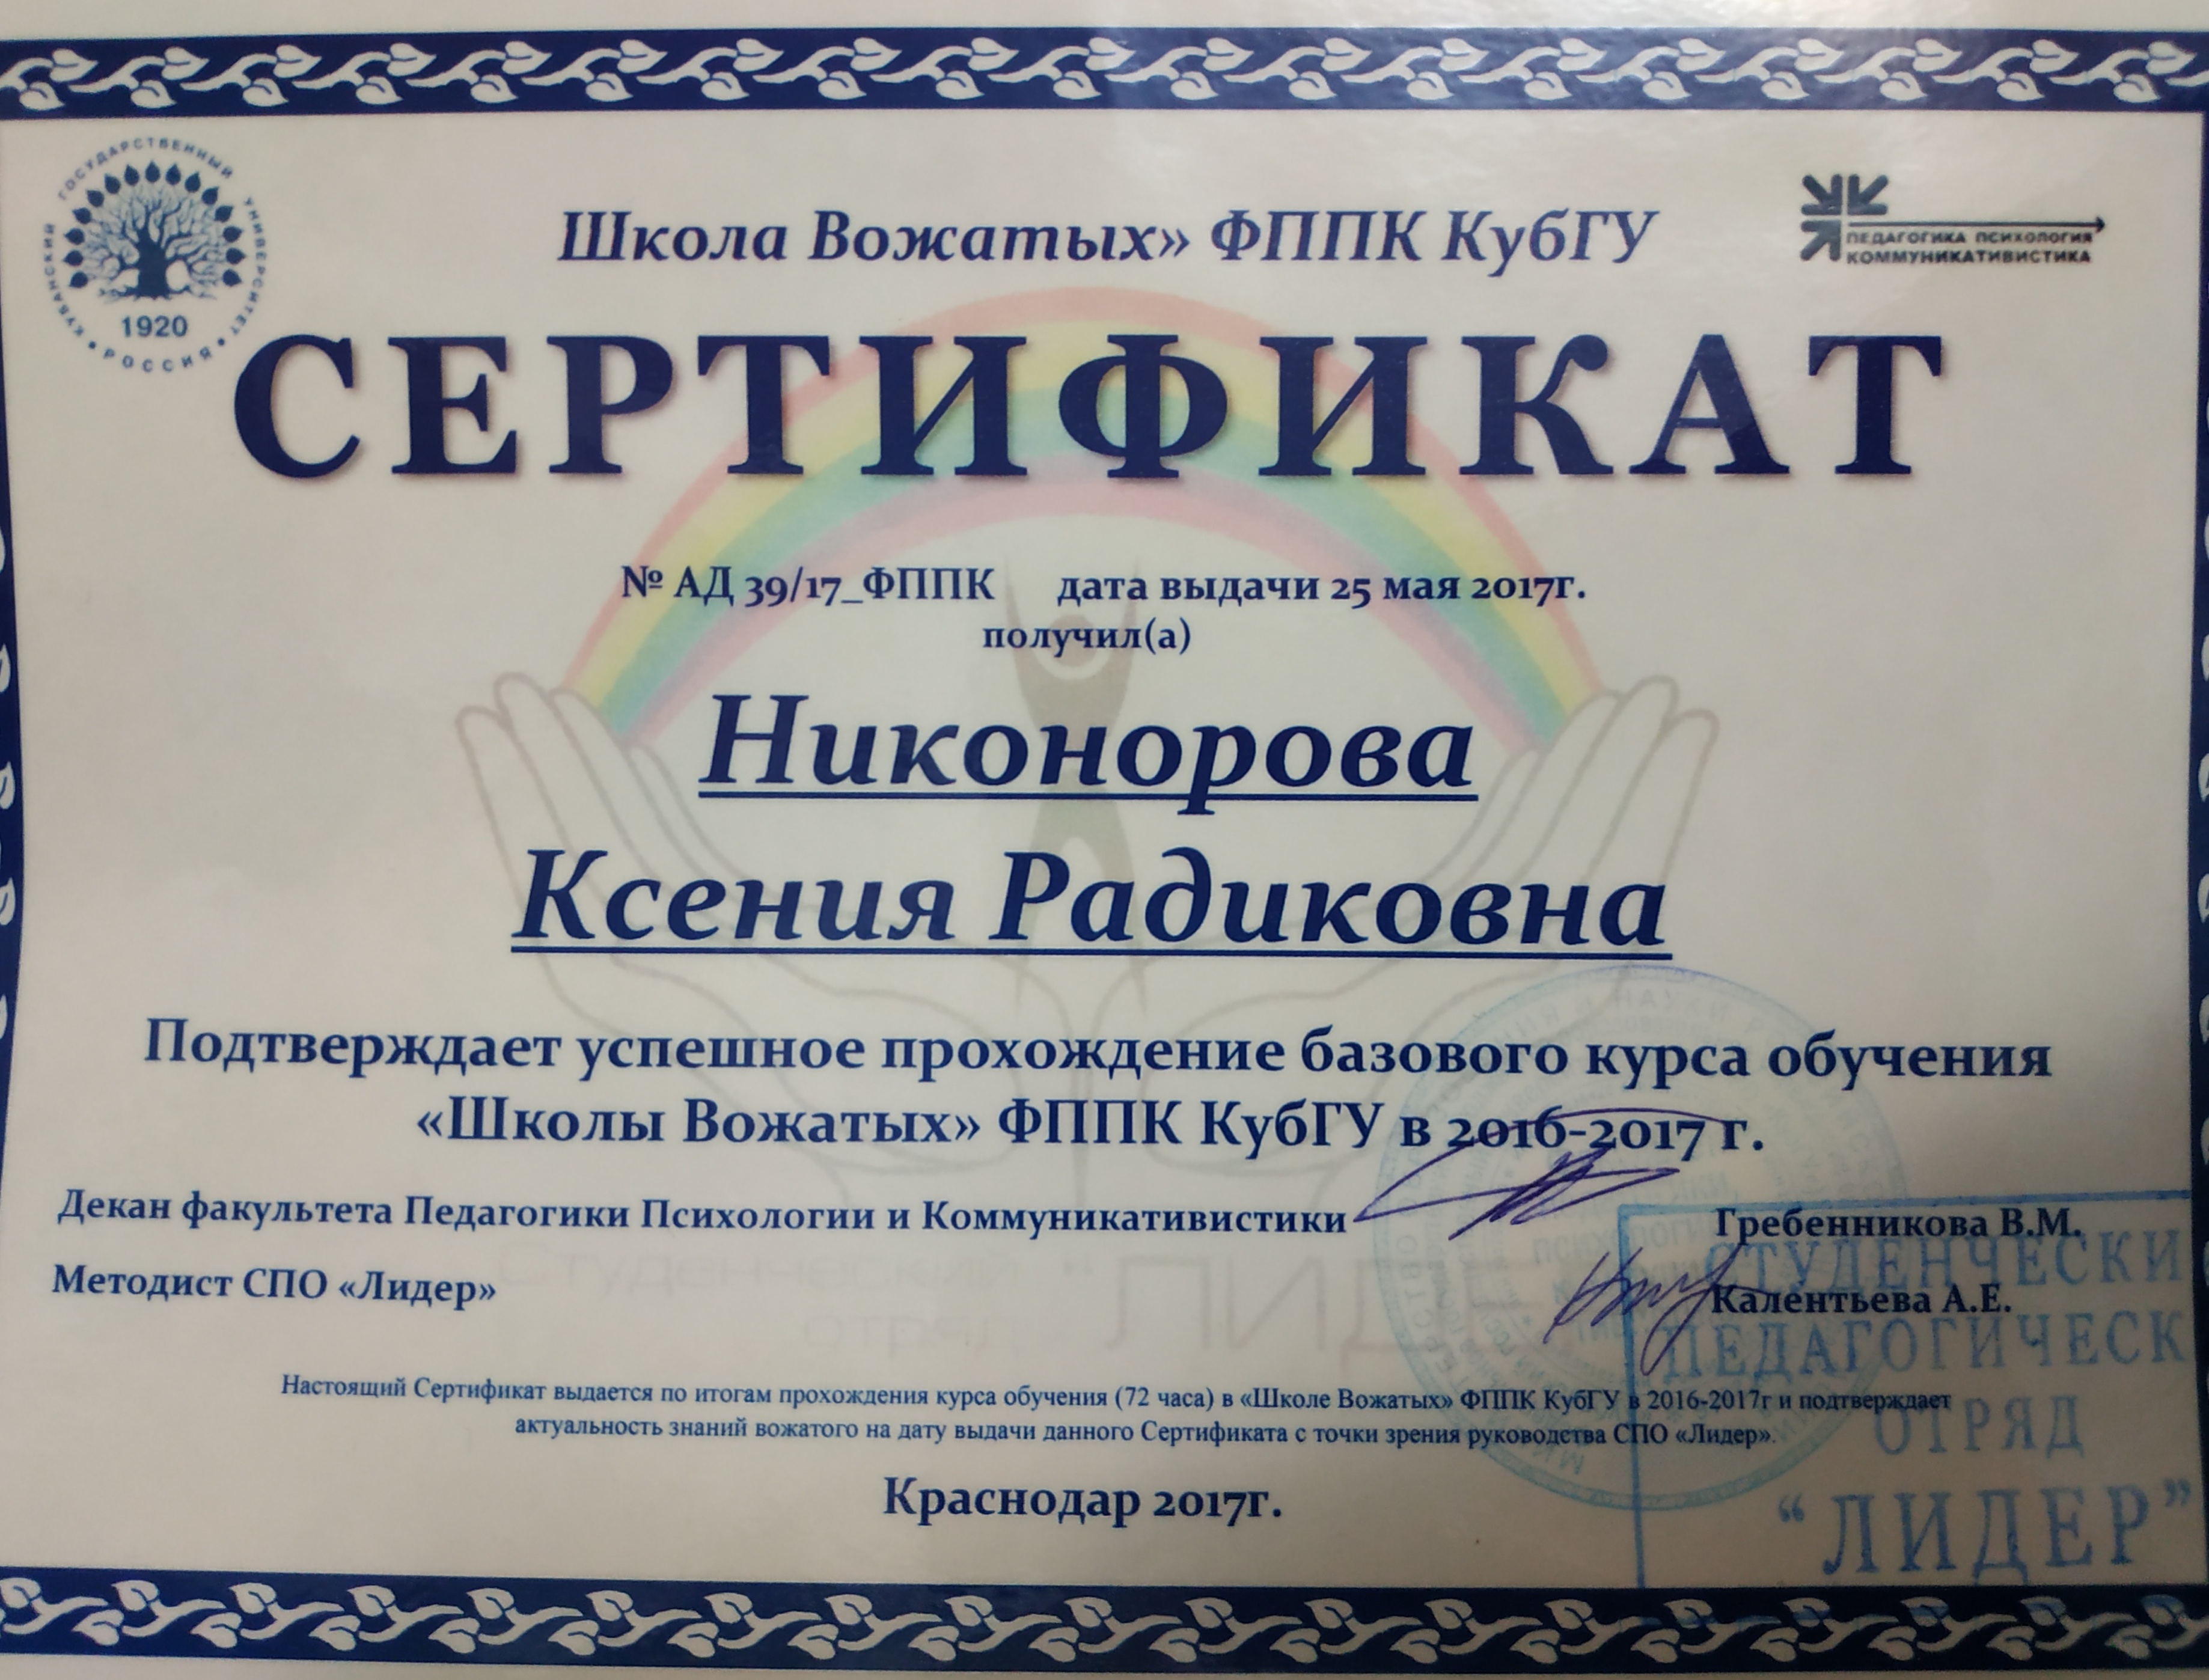 КУБАНСКИЙ ГОСУДАРСТВЕННЫЙ УНИВЕРСИТЕТ • РОССИЯ •
1920
ПЕДАГОГИКА ПСИХОЛОГИЯ
КОММУНИКАТИВИСТИКА
Школа Вожатых» ФППК КубГУ
СЕРТИФИКАТ
№ АД 39/17_ФППК дата выдачи 25 мая 2017г.
получил(а)
Никонорова
Ксения Радиковна
Подтверждает успешное прохождение базового курса обучения
«Школы Вожатых» ФППК КубГУ в 2016-2017 г.
Декан факультета Педагогики Психологии и Коммуникативистики Гребенникова В.М.
Методист СПО «Лидер» Калентьева А.Е.
Настоящий Сертификат выдается по итогам прохождения курса обучения (72 часа) в «Школе Вожатых» ФППК КубГУ в 2016-2017г и подтверждает
актуальность знаний вожатого на дату выдачи данного Сертификата с точки зрения руководства СПО «Лидер».
Краснодар 2017г.
СТУДЕНЧЕСКИ
ПЕДАГОГИЧЕСК
ОТРЯД
"ЛИДЕР"